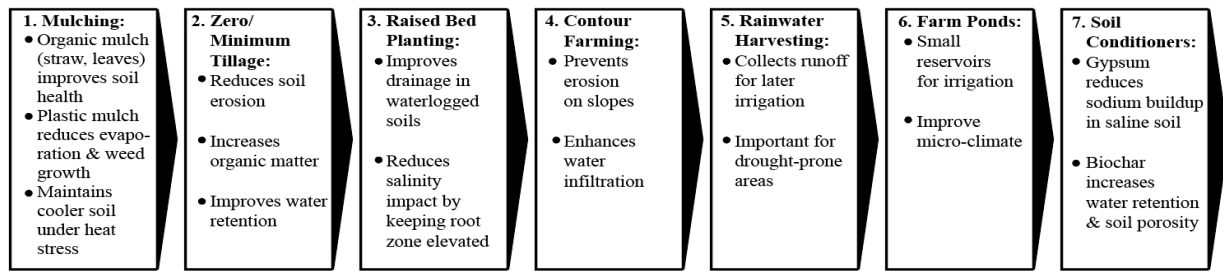 1. Mulching:
• Organic mulch
(straw, leaves)
improves soil
health
• Plastic mulch
reduces evapo-
ration & weed
growth
• Maintains
cooler soil
under heat
stress
2. Zero/
Minimum
Tillage:
• Reduces soil
erosion
• Increases
organic matter
• Improves water
retention
3. Raised Bed
Planting:
• Improves
drainage in
waterlogged
soils
• Reduces
salinity
impact by
keeping root
zone elevated
4. Contour
Farming:
• Prevents
erosion
on slopes
• Enhances
water
infiltration
5. Rainwater
Harvesting:
• Collects runoff
for later
irrigation
• Important for
drought-prone
areas
6. Farm Ponds:
• Small
reservoirs
for irrigation
• Improve
micro-climate
7. Soil
Conditioners:
• Gypsum
reduces
sodium buildup
in saline soil
• Biochar
increases
water retention
& soil porosity